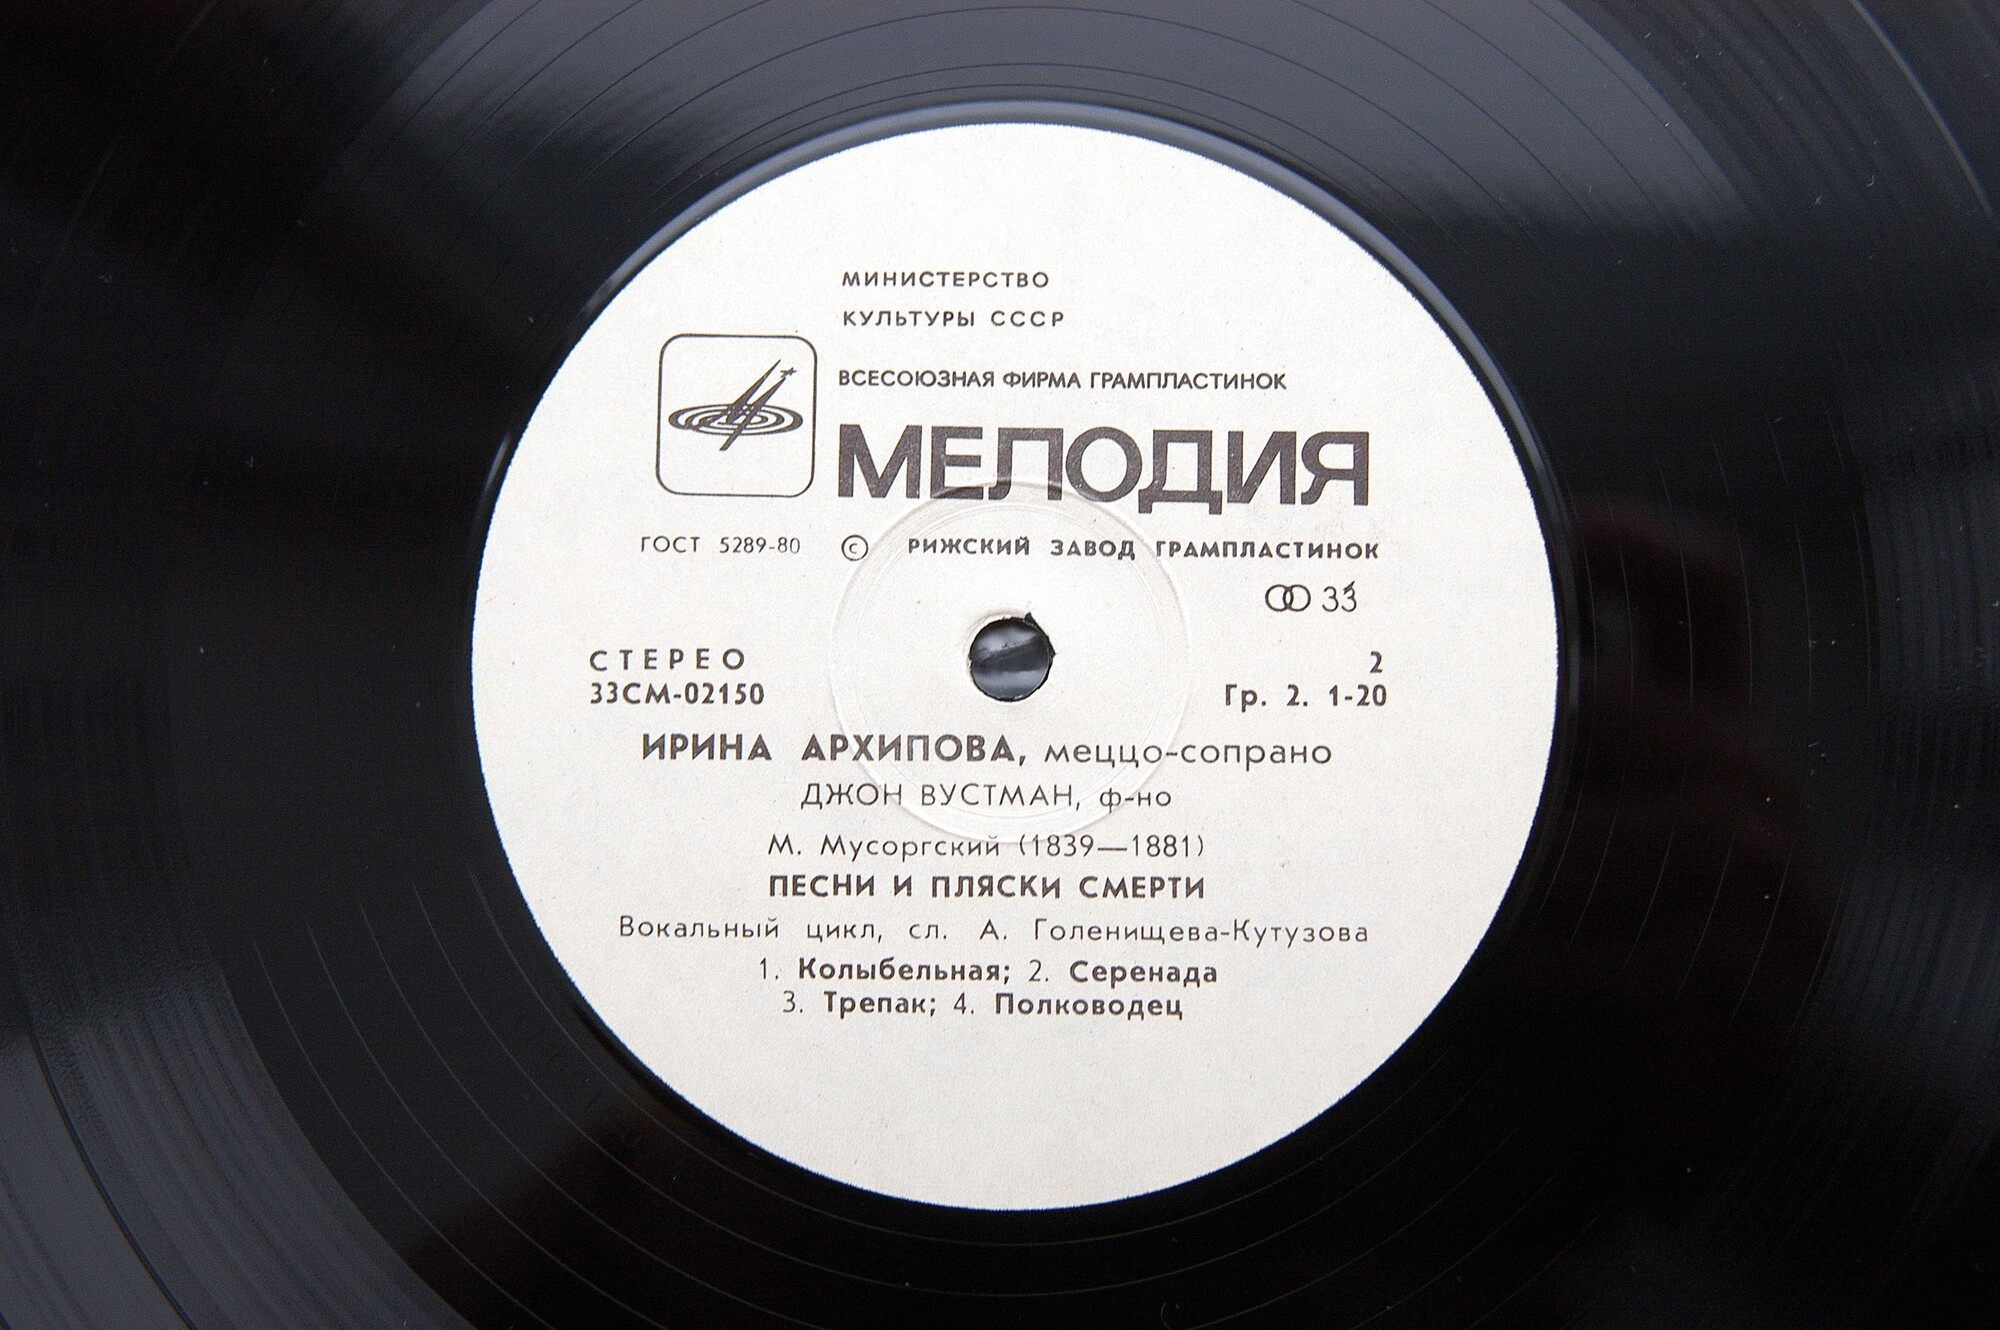 МИНИСТЕРСТВО
КУЛЬТУРЫ СССР
ВСЕСОЮЗНАЯ ФИРМА ГРАМПЛАСТИНОК
МЕЛОДИЯ
ГОСТ 5289-80 © РИЖСКИЙ ЗАВОД ГРАМПЛАСТИНОК
33
СТЕРЕО 2
33СМ-02150 Гр. 2. 1-20
ИРИНА АРХИПОВА, меццо-сопрано
ДЖОН ВУСТМАН, ф-но
М. Мусоргский (1839—1881)
ПЕСНИ И ПЛЯСКИ СМЕРТИ
Вокальный цикл, сл. А. Голенищева-Кутузова
1. Колыбельная; 2. Серенада
3. Трепак; 4. Полководец